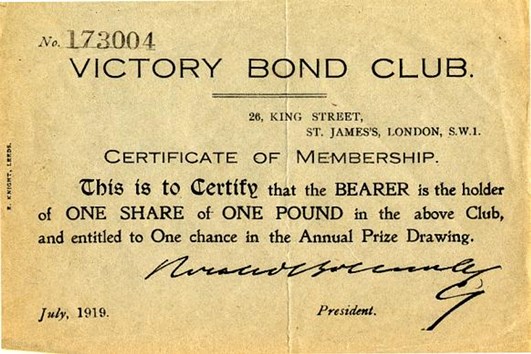 No. 173004
VICTORY BOND CLUB.
26, KING STREET,
ST. JAMES'S, LONDON, S.W.1.
CERTIFICATE OF MEMBERSHIP.
This is to Certify that the BEARER is the holder
of ONE SHARE of ONE POUND in the above Club,
and entitled to One chance in the Annual Prize Drawing.
July, 1919.
President.
E. KNIGHT, LEEDS.